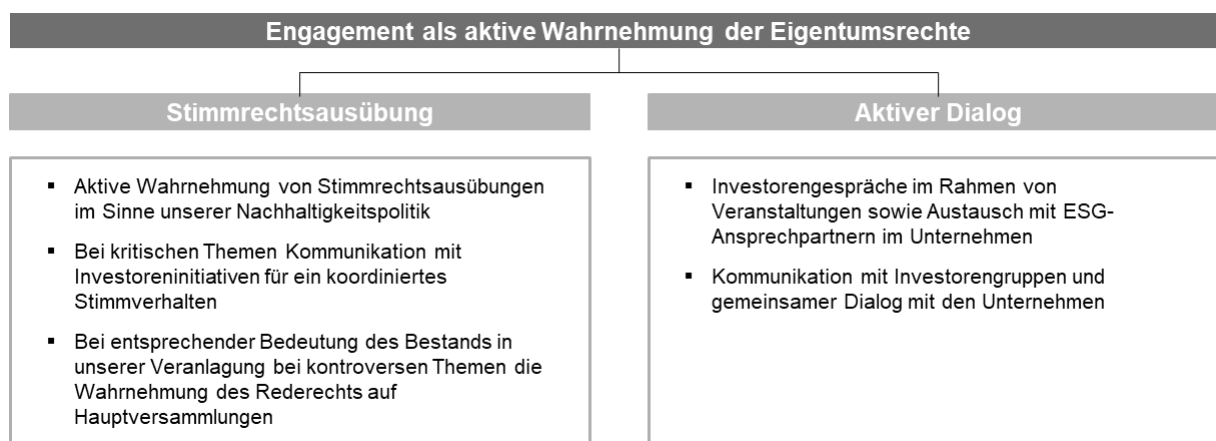 Engagement als aktive Wahrnehmung der Eigentumsrechte
Stimmrechtsausübung
▪ Aktive Wahrnehmung von Stimmrechtsausübungen
im Sinne unserer Nachhaltigkeitspolitik
▪ Bei kritischen Themen Kommunikation mit
Investoreninitiativen für ein koordiniertes
Stimmverhalten
▪ Bei entsprechender Bedeutung des Bestands in
unserer Veranlagung bei kontroversen Themen die
Wahrnehmung des Rederechts auf
Hauptversammlungen
Aktiver Dialog
▪ Investorengespräche im Rahmen von
Veranstaltungen sowie Austausch mit ESG-
Ansprechpartnern im Unternehmen
▪ Kommunikation mit Investorengruppen und
gemeinsamer Dialog mit den Unternehmen